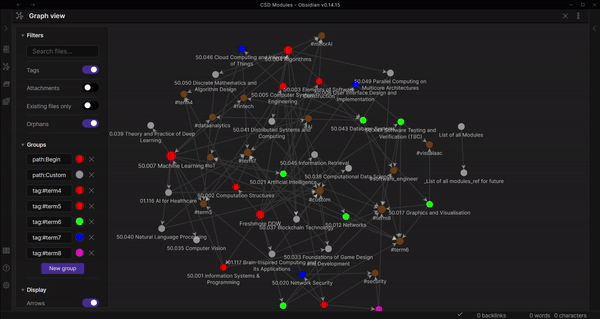 CSD Modules - Obsidian v0.14.15
Graph view
Filters
Search files...
Tags
Attachments
Existing files only
Orphans
Groups
path:Begin
path:Custom
tag:#term4
tag:#term5
tag:#term6
tag:#term7
tag:#term8
New group
Display
Arrows
#majorAI
50.046 Cloud Computing and Internet
of Things
Algorithms
50.050 Discrete Mathematics and
Algorithm Design
50.003 Elements of Software
Construction
User Interface Design and
Implementation
50.049 Parallel Computing on
Multicore Architectures
50.005 Computer System
Engineering
#term4
#fintech
#dataanalytics
50.039 Theory and Practice of Deep
Learning
50.041 Distributed Systems and
Computing
50.043 Database
Software Testing and
Verification (TBC)
List of all Modules
#visualaac
50.007 Machine Learning
#IoT
50.045 Information Retrieval
50.021 Artificial Intelligence
50.038 Computational Data Science
#software_engineer
_List of all modules_ref for future
01.116 AI for Healthcare
50.002 Computation Structures
#custom
#term5
Freshmore DDW
#term8
50.017 Graphics and Visualisation
50.012 Networks
50.037 Blockchain Technology
50.040 Natural Language Processing
50.035 Computer Vision
#term6
01.117 Brain-Inspired Computing and
Its Applications
50.033 Foundations of Game Design
and Development
50.001 Information Systems &
Programming
50.020 Network Security
#security
0 backlinks
0 words 0 characters